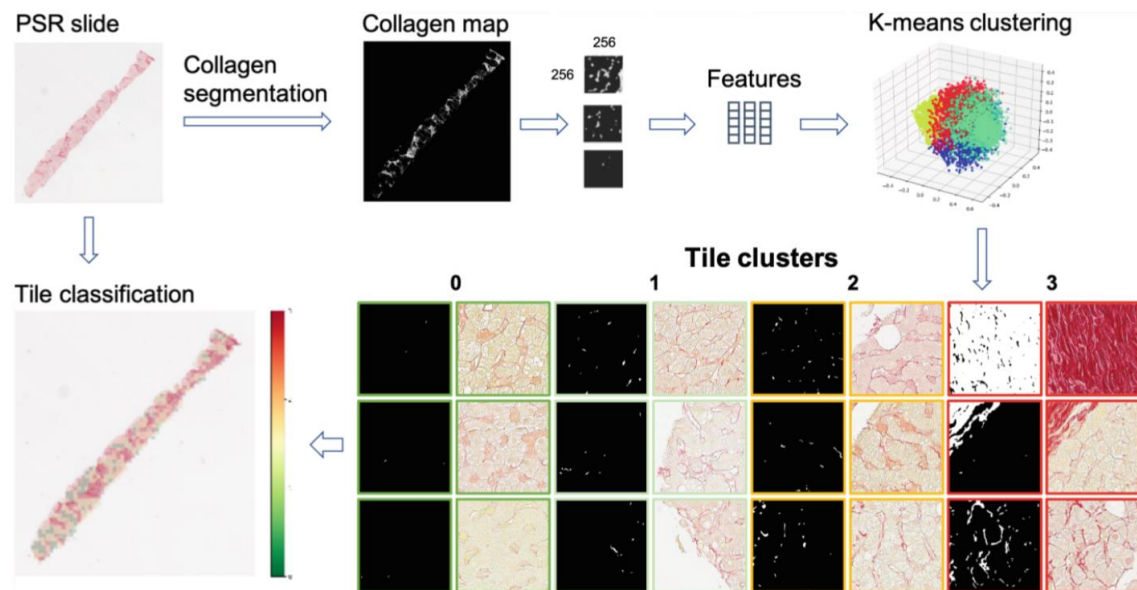 PSR slide
Collagen
segmentation
Collagen map
256
256
Features
K-means clustering
Tile clusters
0 1 2 3
Tile classification